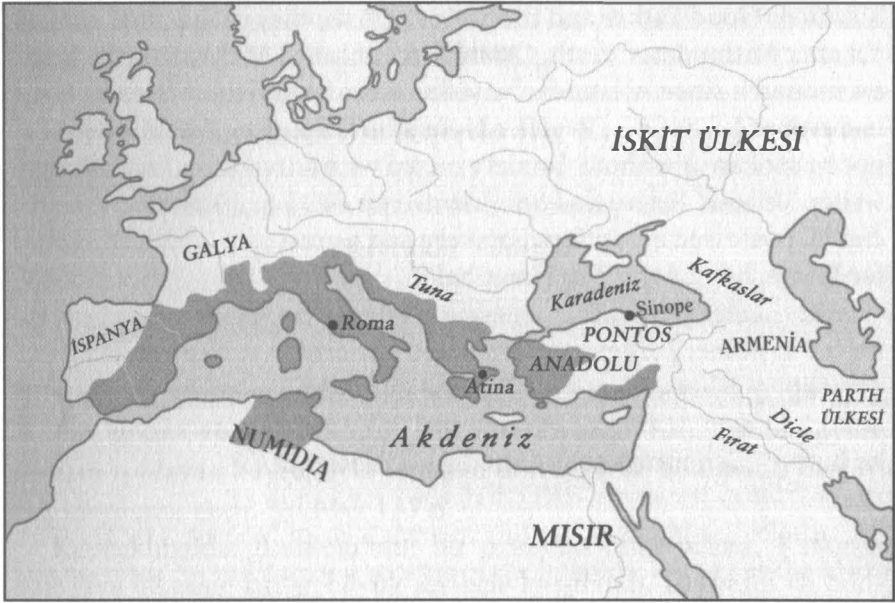 İSKİT ÜLKESİ
GALYA
Tuna
Karadeniz
Kafkaslar
Sinope
İSPANYA
Roma
PONTOS
ARMENİA
ANADOLU
Atina
PARTH
ÜLKESİ
Dicle
Fırat
NUMIDIA
Akdeniz
MISIR